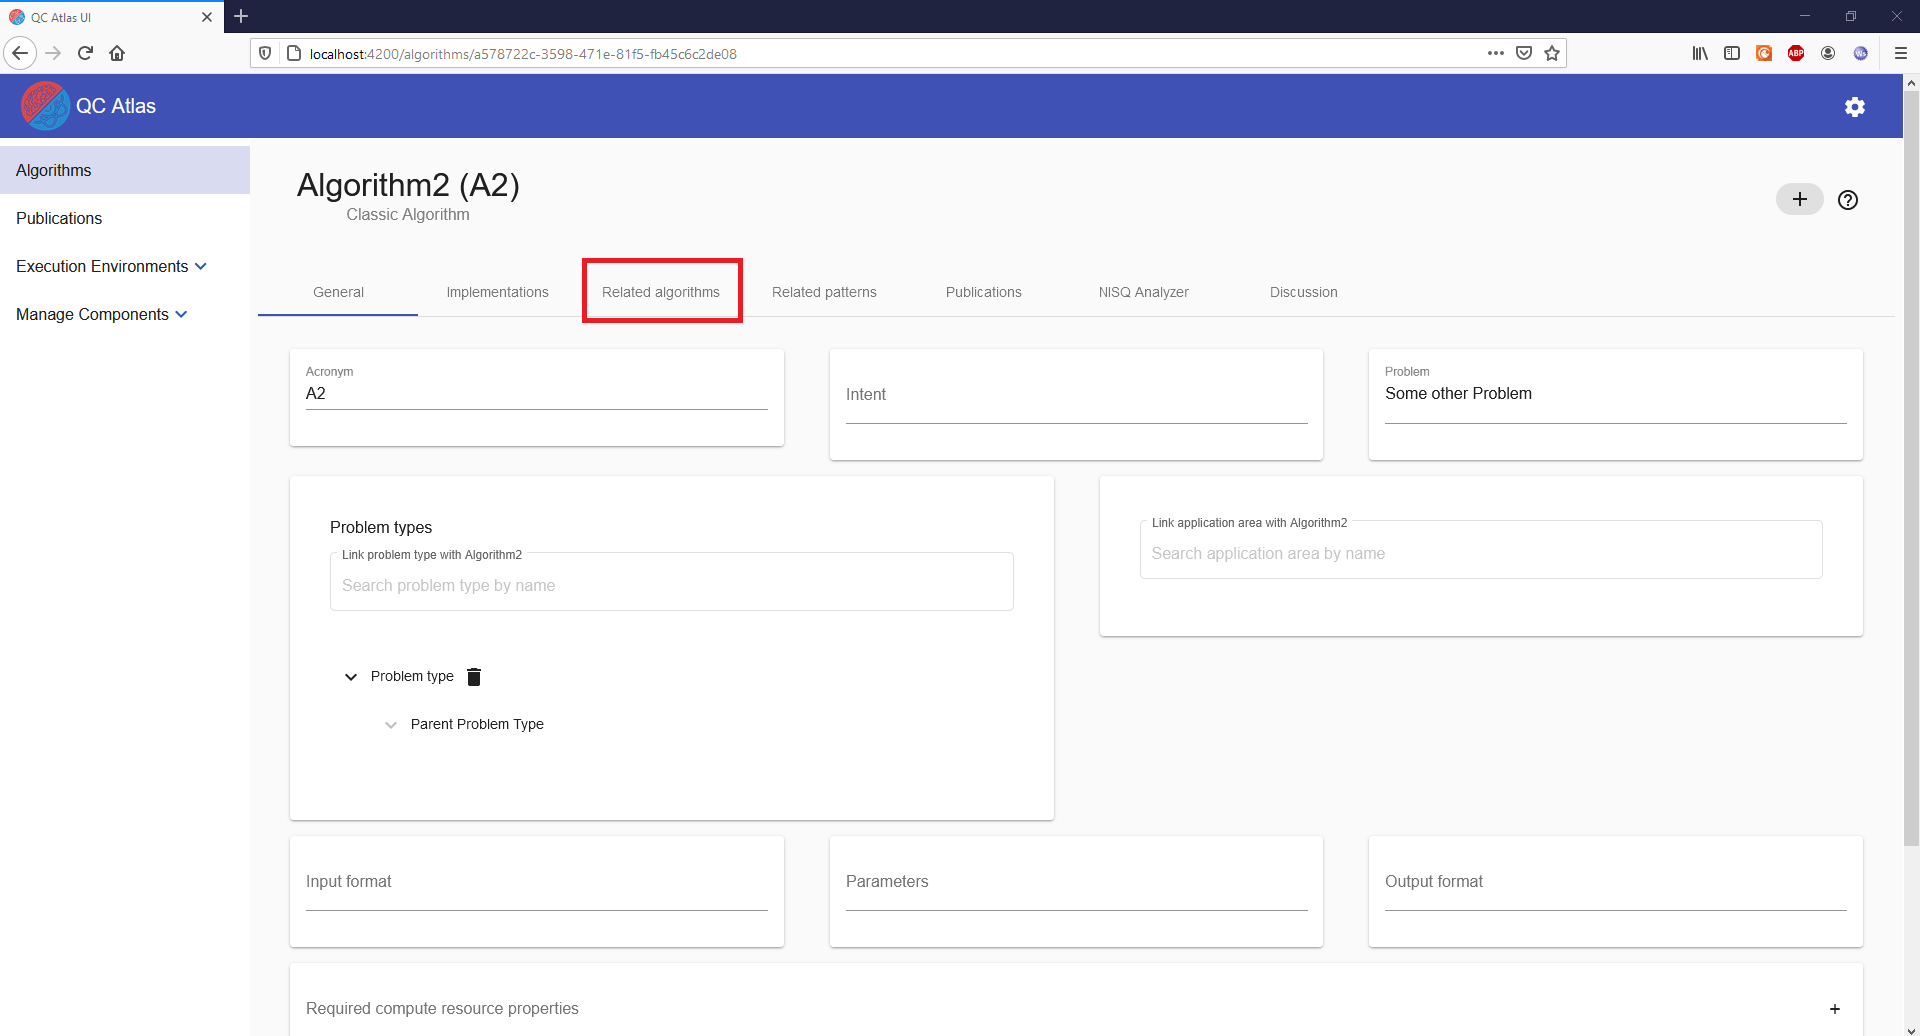 QC Atlas UI
localhost:4200/algorithms/a578722c-3598-471e-81f5-fb45c6c2de08
ABP
QC Atlas
Algorithms
Publications
Execution Environments
Manage Components
Algorithm2 (A2)
Classic Algorithm
General Implementations Related algorithms Related patterns Publications NISQ Analyzer Discussion
Acronym
A2
Intent
Problem
Some other Problem
Problem types
Link problem type with Algorithm2
Search problem type by name
Link application area with Algorithm2
Search application area by name
Problem type
Parent Problem Type
Input format
Parameters
Output format
Required compute resource properties